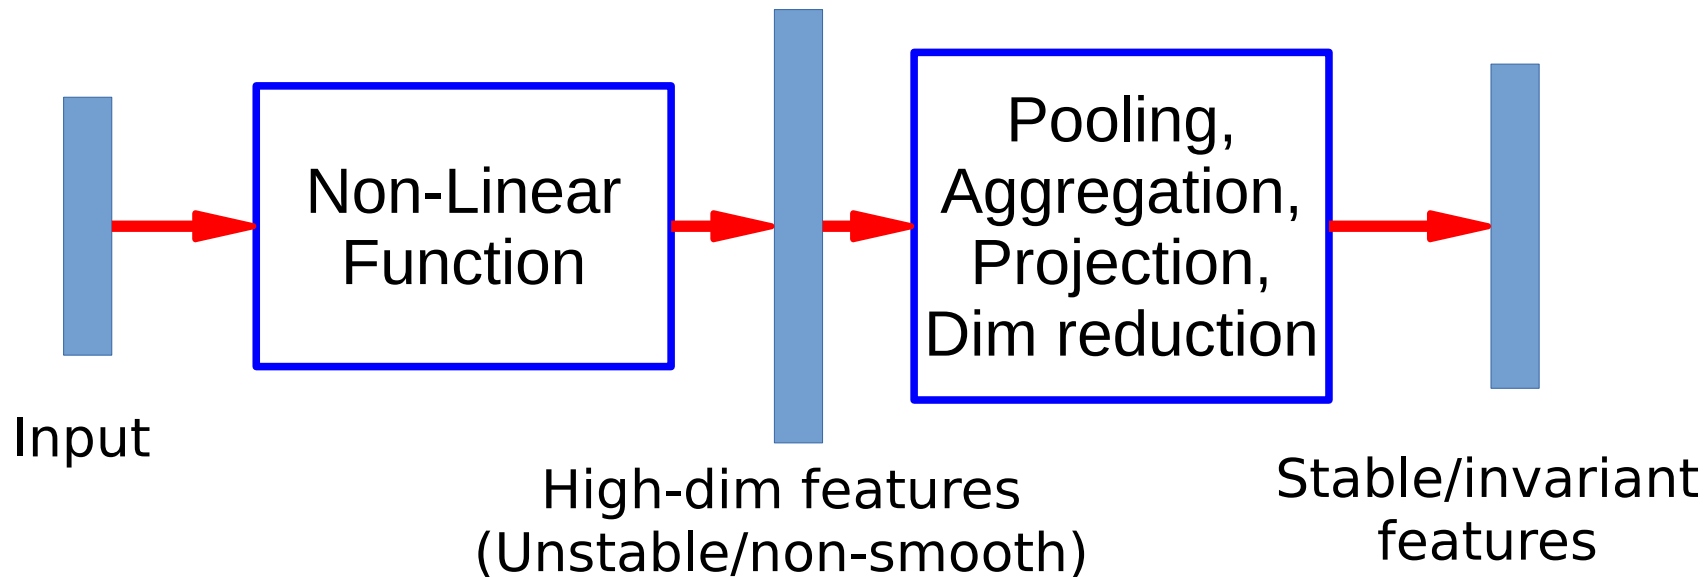 Input
Non-Linear
Function
High-dim features
(Unstable/non-smooth)
Pooling,
Aggregation,
Projection,
Dim reduction
Stable/invariant
features